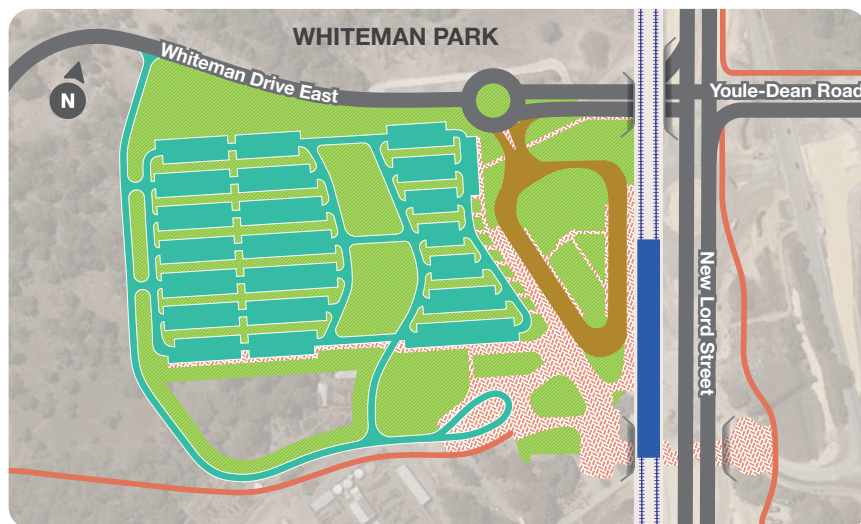 WHITEMAN PARK
Whiteman Drive East
Youle-Dean Road
N
New Lord Street